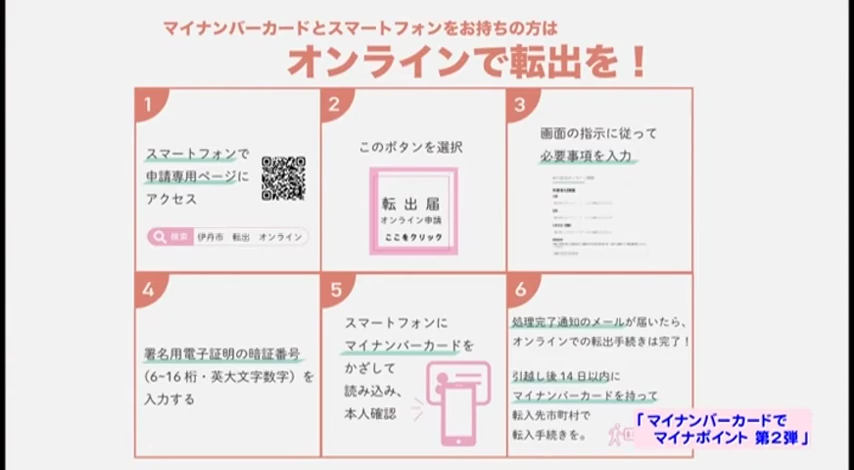 マイナンバーカードとスマートフォンをお持ちの方は
オンラインで転出を！
1
スマートフォンで
申請専用ページに
アクセス
検索 伊丹市 転出 オンライン
2
このボタンを選択
転出届
オンライン申請
ここをクリック
3
画面の指示に従って
必要事項を入力
4
署名用電子証明の暗証番号
（6-16桁・英大文字数字）を
入力する
5
スマートフォンに
マイナンバーカードを
かざして
読み込み、
本人確認
6
処理完了通知のメールが届いたら、
オンラインでの転出手続きは完了！
引越し後14日以内に
マイナンバーカードを持って
転入先市町村で
転入手続きを。
「マイナンバーカードで
マイナポイント 第2弾」